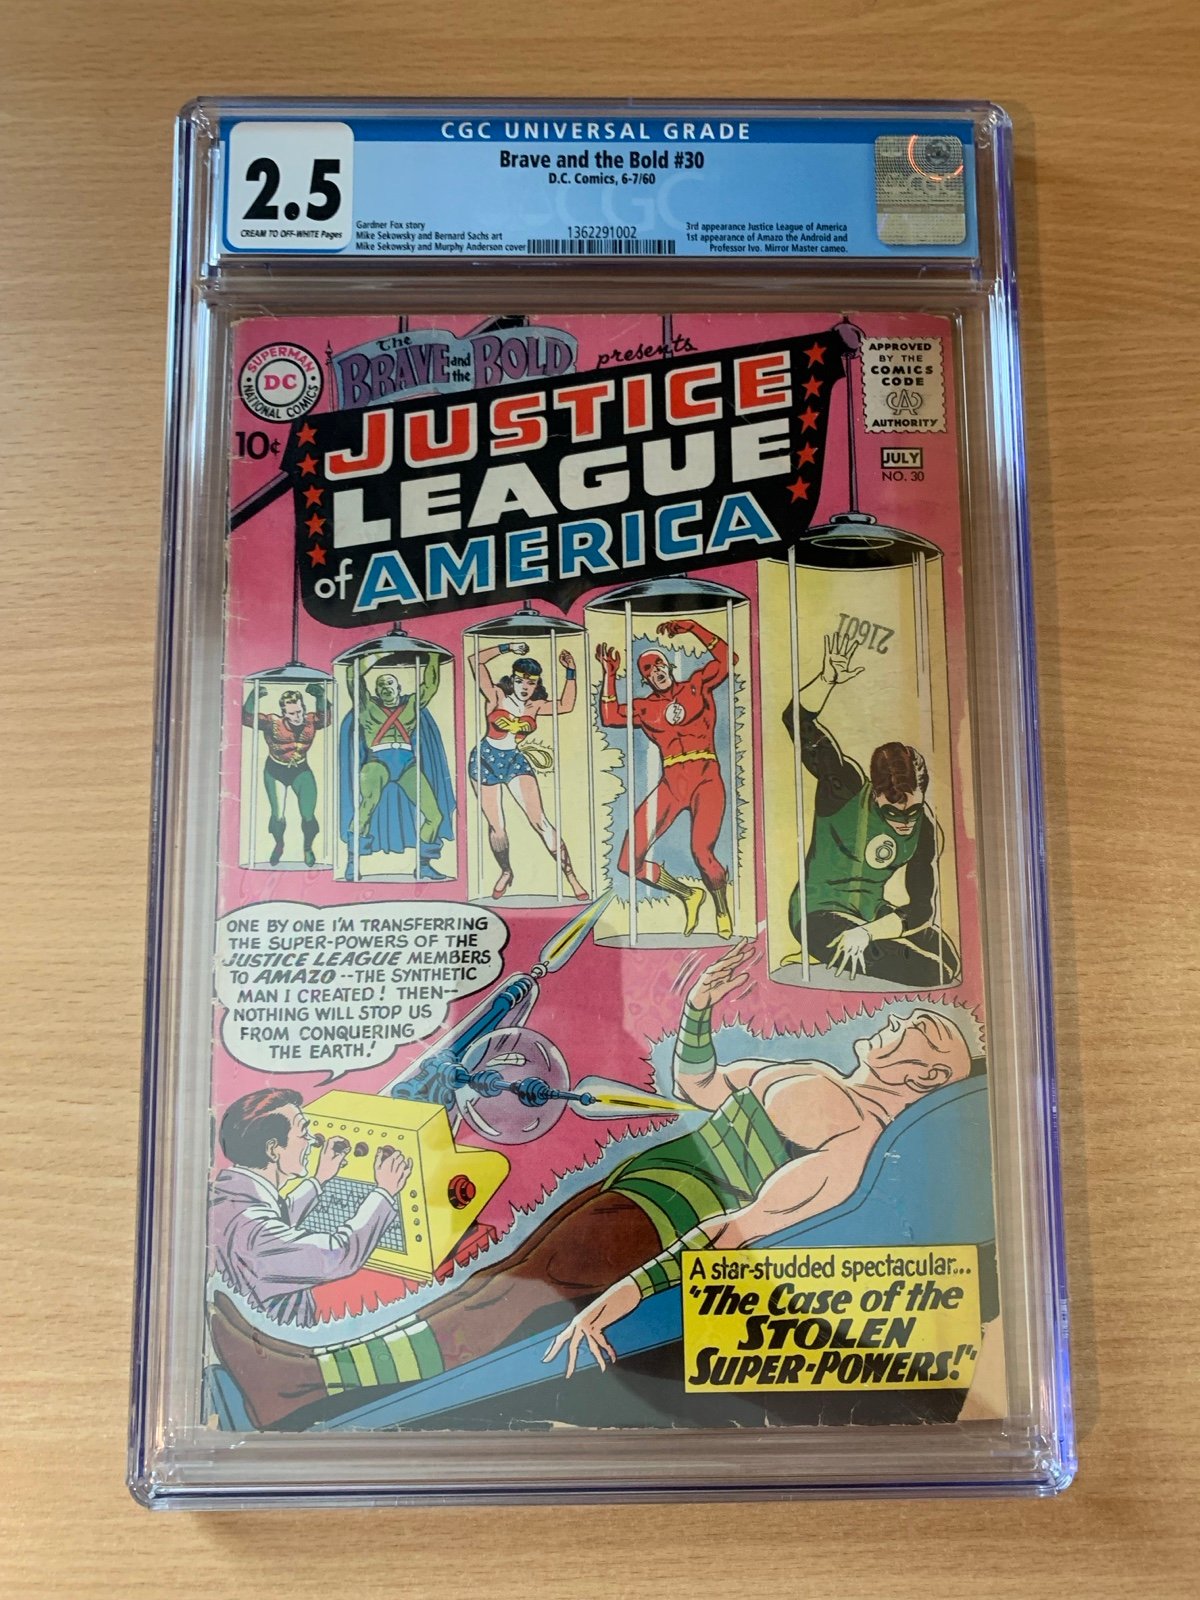 CGC UNIVERSAL GRADE
2.5
CREAM TO OFF-WHITE Pages
Brave and the Bold #30
D.C. Comics, 6-7/60
CGC
Gardner Fox story
Mike Sekowsky and Bernard Sachs art
Mike Sekowsky and Murphy Anderson cover
1362291002
3rd appearance Justice League of America
1st appearance of Amazo the Android and
Professor Ivo. Mirror Master cameo.
CGC
SUPERMAN
DC
NATIONAL COMICS
10¢
The
BRAVE and the BOLD presents
JUSTICE
LEAGUE
of AMERICA
APPROVED
BY THE
COMICS
CODE
CA
AUTHORITY
JULY
NO. 30
21601
ONE BY ONE I'M TRANSFERRING
THE SUPER-POWERS OF THE
JUSTICE LEAGUE MEMBERS
TO AMAZO--THE SYNTHETIC
MAN I CREATED! THEN--
NOTHING WILL STOP US
FROM CONQUERING
THE EARTH!
A star-studded spectacular...
"The Case of the
STOLEN
SUPER-POWERS!"